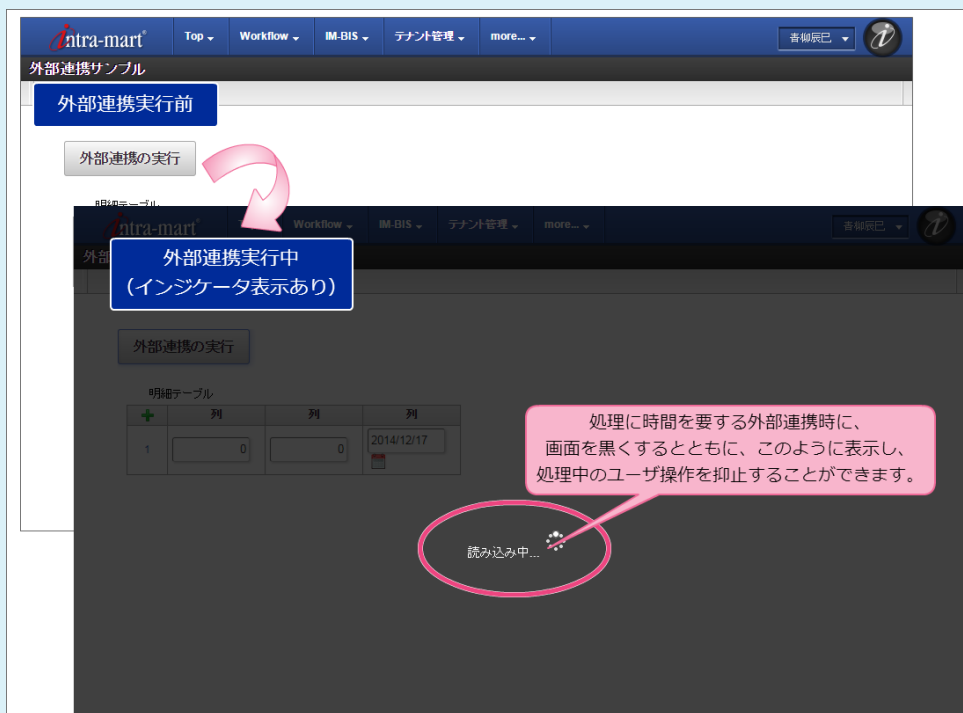 intra-mart Top Workflow IM-BIS テナント管理 more... 青柳辰巳
外部連携サンプル
外部連携実行前
外部連携の実行
明細テーブル
intra-mart Workflow IM-BIS テナント管理 more... 青柳辰巳
外部連携実行中
（インジケータ表示あり）
外部連携の実行
明細テーブル
列 列 列
1 0 0 2014/12/17
処理に時間を要する外部連携時に、
画面を黒くするとともに、このように表示し、
処理中のユーザ操作を抑止することができます。
読み込み中...